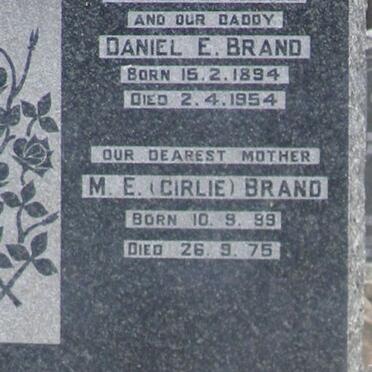 AND OUR DADDY
DANIEL E. BRAND
BORN 15.2.1894
DIED 2.4.1954
OUR DEAREST MOTHER
M. E. (GIRLIE) BRAND
BORN 10.9.99
DIED 26.9.75